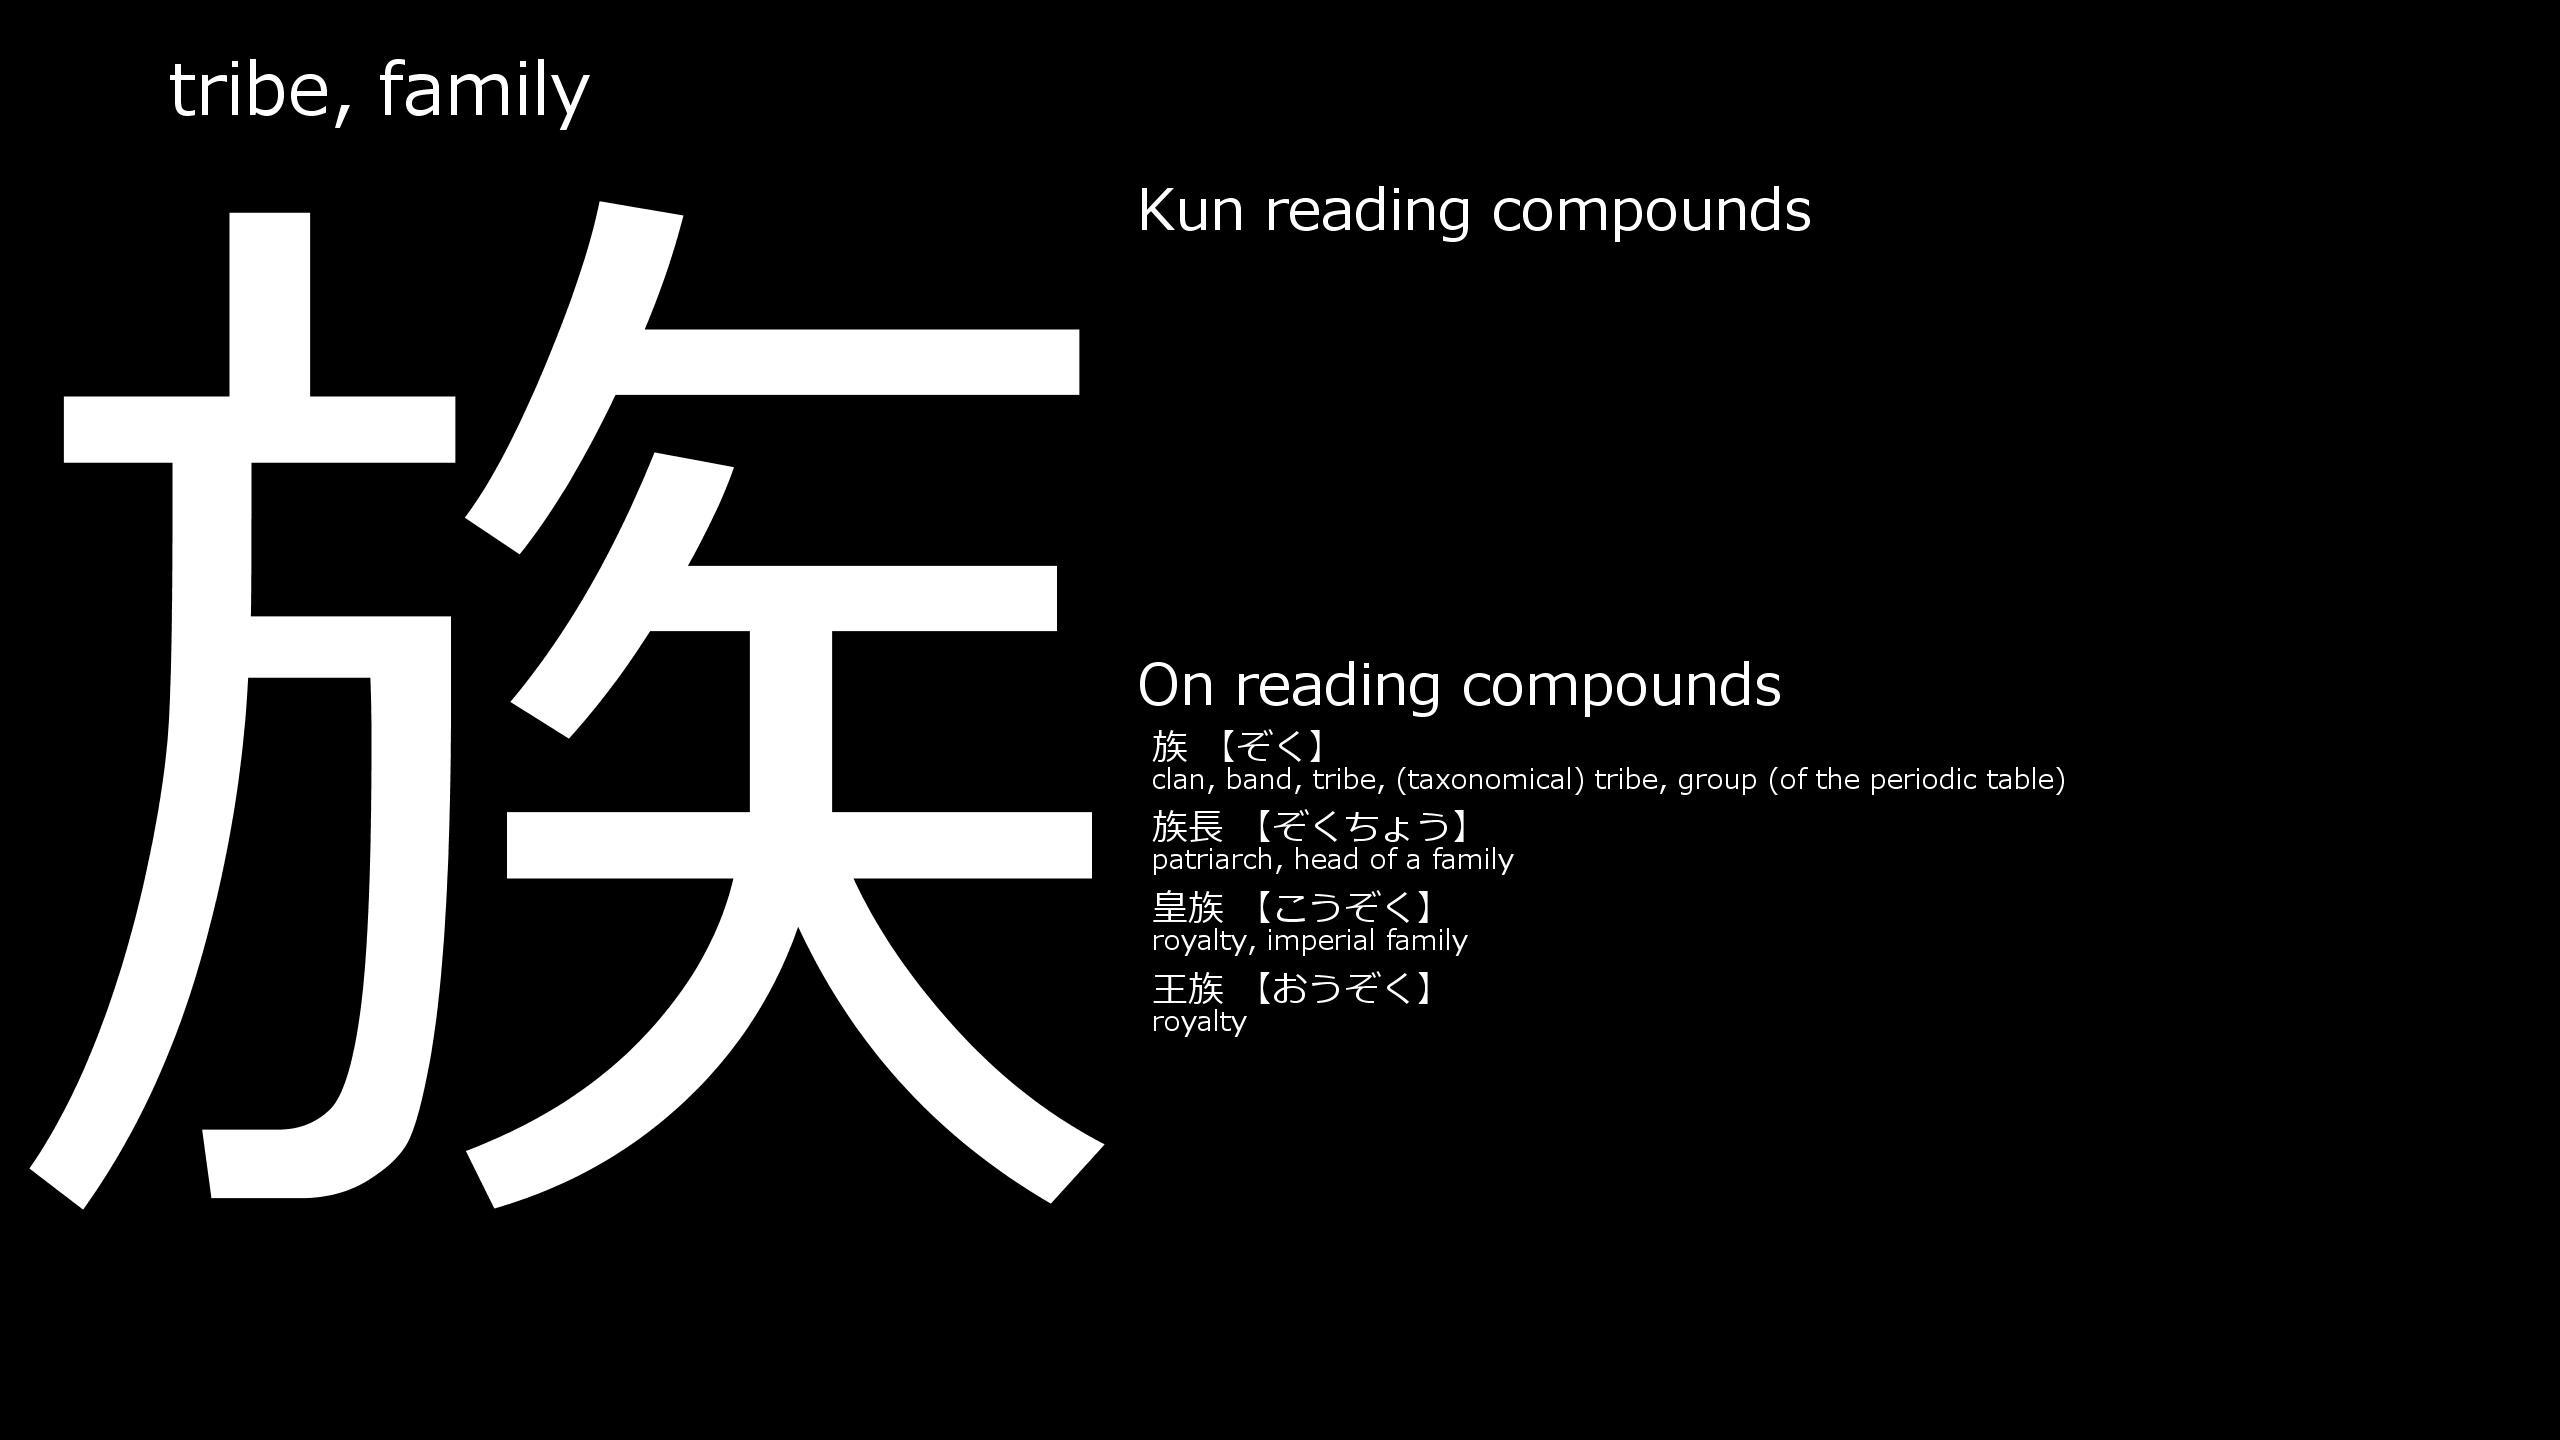 tribe, family
族
Kun reading compounds
On reading compounds
族 【ぞく】
clan, band, tribe, (taxonomical) tribe, group (of the periodic table)
族長 【ぞくちょう】
patriarch, head of a family
皇族 【こうぞく】
royalty, imperial family
王族 【おうぞく】
royalty